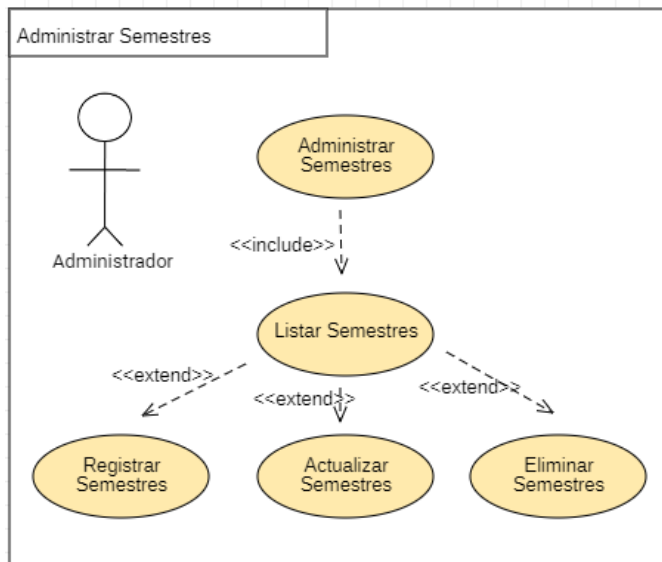 Administrar Semestres
Administrar
Semestres
<<include>>
Administrador
Listar Semestres
<<extend>>
<<extend>>
<<extend>>
Registrar
Semestres
Actualizar
Semestres
Eliminar
Semestres